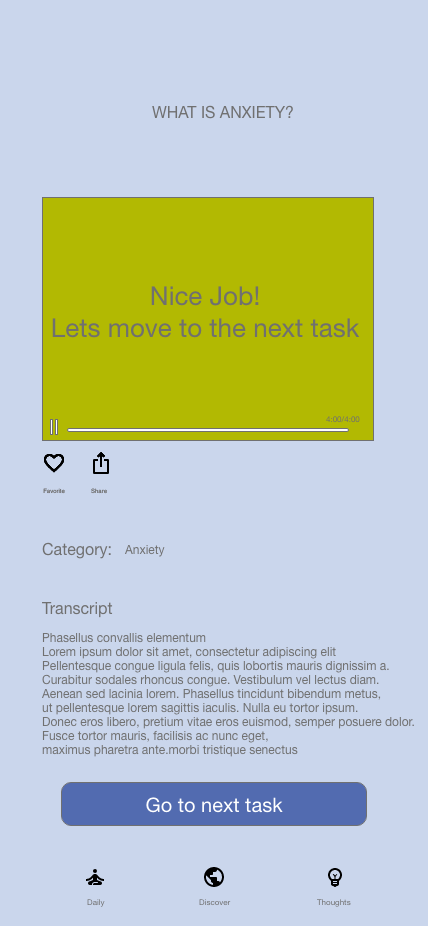 WHAT IS ANXIETY?
Nice Job!
Lets move to the next task
4:00/4:00
Favorite
Share
Category: Anxiety
Transcript
Phasellus convallis elementum
Lorem ipsum dolor sit amet, consectetur adipiscing elit
Pellentesque congue ligula felis, quis lobortis mauris dignissim a.
Curabitur sodales rhoncus congue. Vestibulum vel lectus diam.
Aenean sed lacinia lorem. Phasellus tincidunt bibendum metus,
ut pellentesque lorem sagittis iaculis. Nulla eu tortor ipsum.
Donec eros libero, pretium vitae eros euismod, semper posuere dolor.
Fusce tortor mauris, facilisis ac nunc eget,
maximus pharetra ante.morbi tristique senectus
Go to next task
Daily
Discover
Thoughts